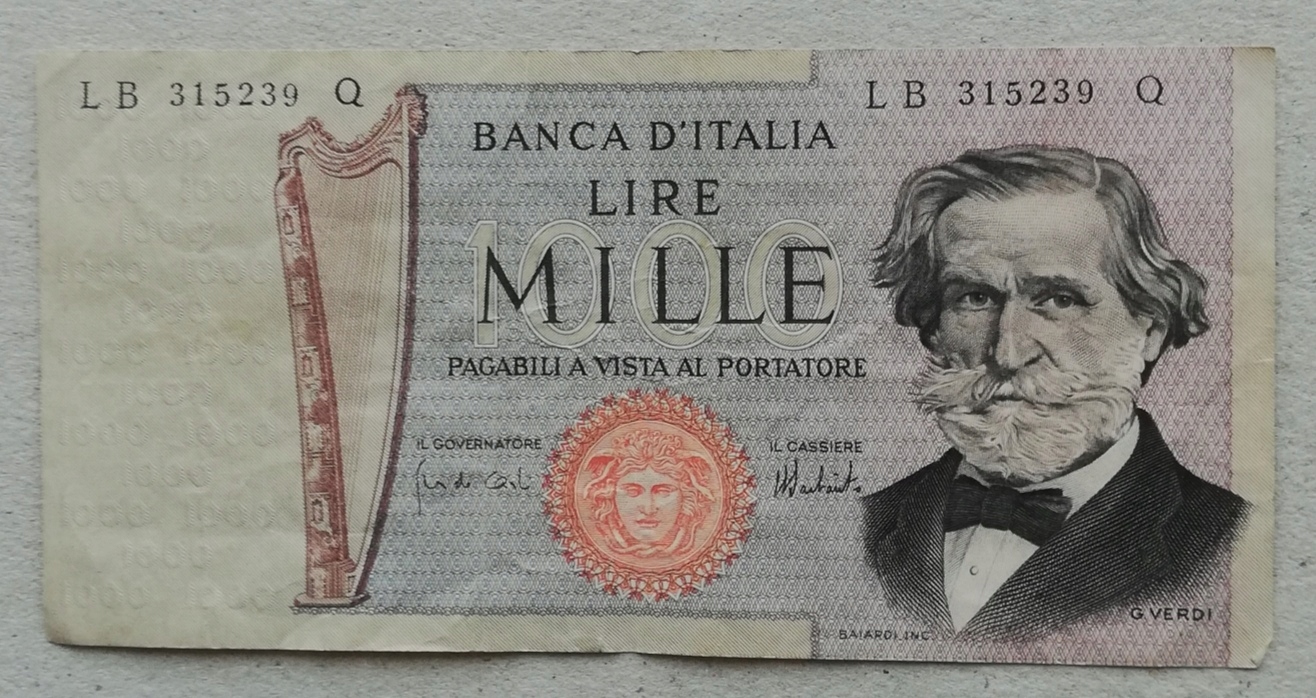 LB 315239 Q
LB 315239 Q
BANCA D'ITALIA
LIRE
1000
MILLE
PAGABILI A VISTA AL PORTATORE
IL GOVERNATORE
IL CASSIERE
G. VERDI
BAIARDI INC.